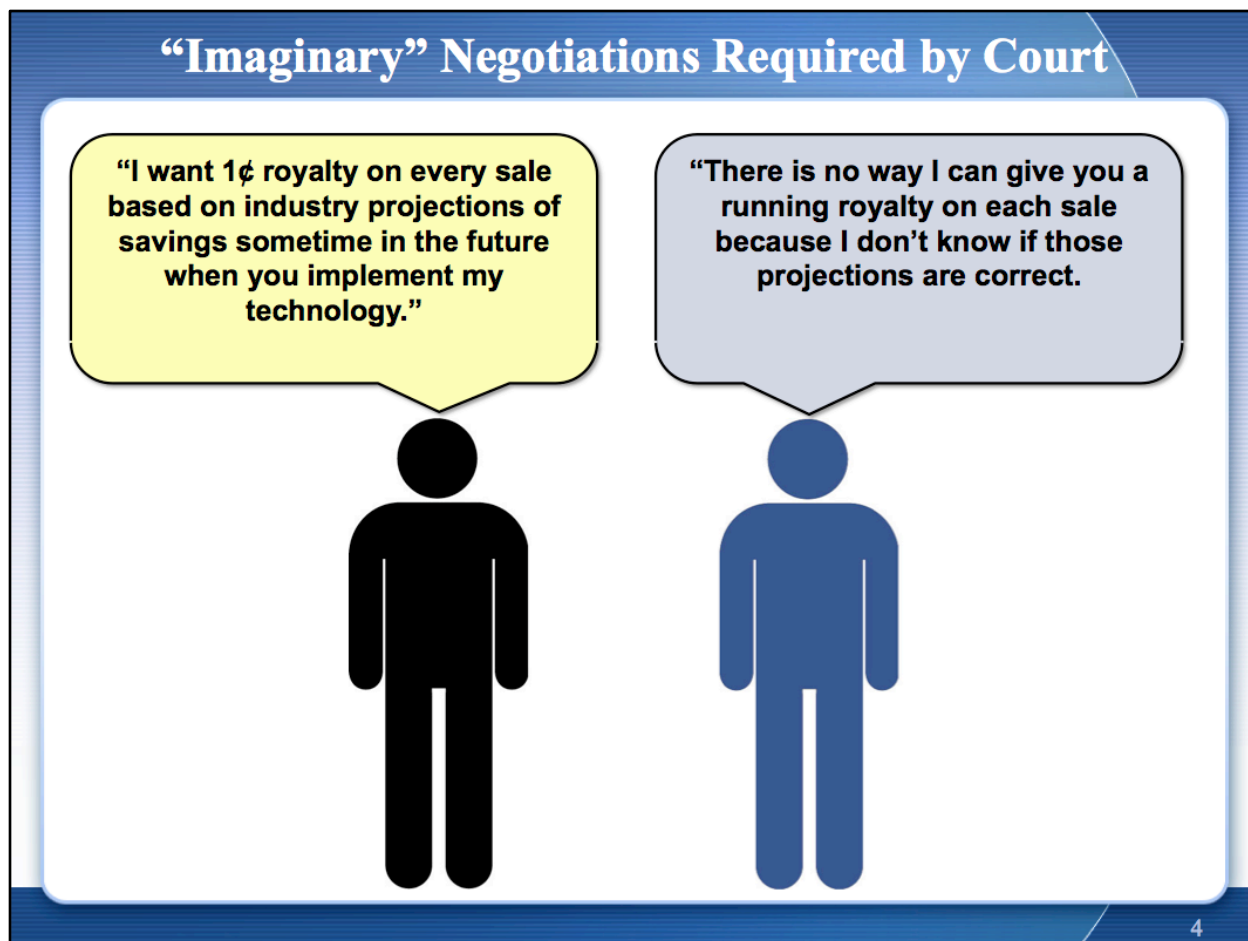 “Imaginary” Negotiations Required by Court
“I want 1¢ royalty on every sale
based on industry projections of
savings sometime in the future
when you implement my
technology.”
“There is no way I can give you a
running royalty on each sale
because I don’t know if those
projections are correct.
4